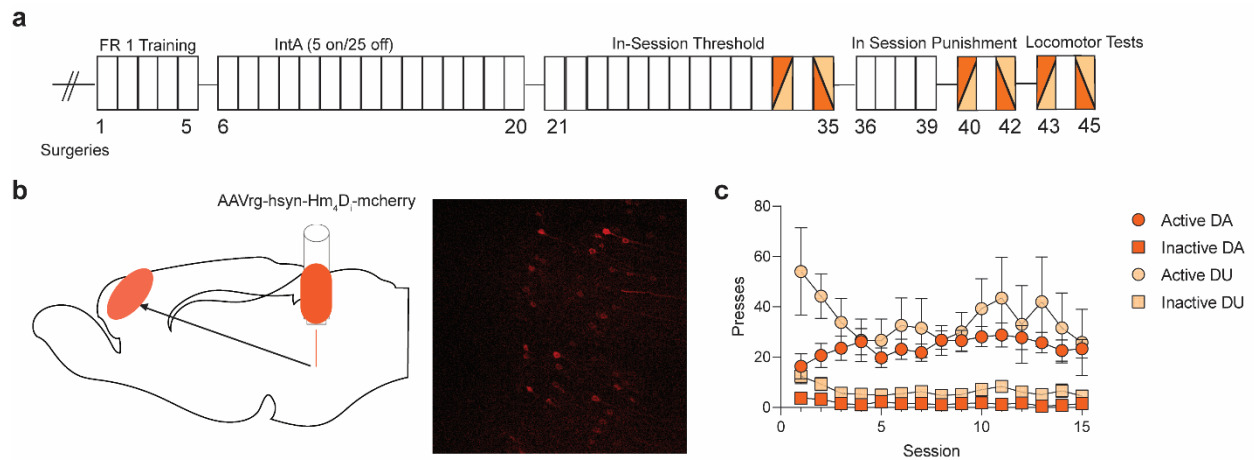 a
FR 1 Training
IntA (5 on/25 off)
In-Session Threshold
In Session Punishment
Locomotor Tests
1
5
6
20
21
35
36
39
40
42
43
45
Surgeries
b
AAVrg-hsyn-Hm4Di-mcherry
c
80
60
40
20
0
Presses
0
5
10
15
Session
Active DA
Inactive DA
Active DU
Inactive DU